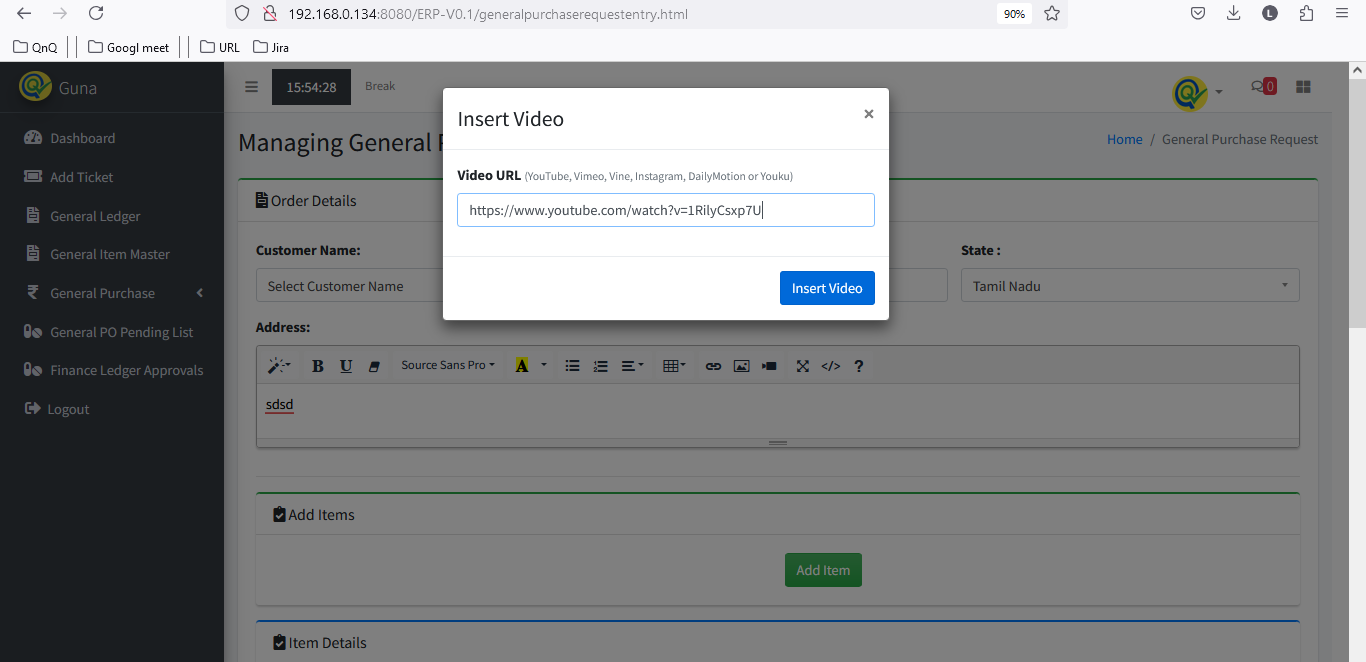 192.168.0.134:8080/ERP-V0.1/generalpurchaserequestentry.html
90%
L
QnQ
Googl meet
URL
Jira
Guna
15:54:28
Break
0
Dashboard
Add Ticket
General Ledger
General Item Master
General Purchase
General PO Pending List
Finance Ledger Approvals
Logout
Managing General
Home / General Purchase Request
Insert Video
×
Video URL (YouTube, Vimeo, Vine, Instagram, DailyMotion or Youku)
https://www.youtube.com/watch?v=1RilyCsxp7U
Insert Video
Order Details
Customer Name:
State :
Select Customer Name
Tamil Nadu
Address:
B U Source Sans Pro A </> ?
sdsd
Add Items
Add Item
Item Details